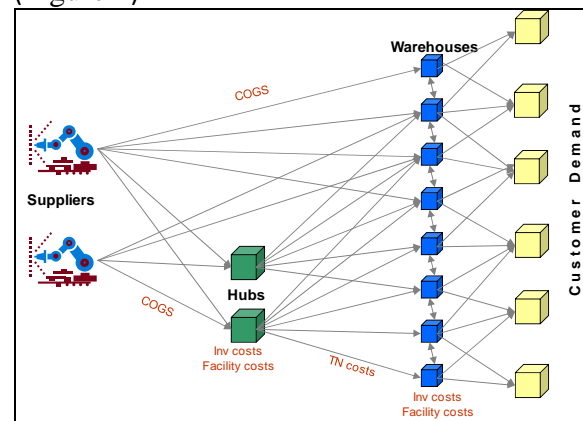 Warehouses
COGS
Suppliers
COGS
Hubs
Inv costs
Facility costs
TN costs
Inv costs
Facility costs
Customer Demand